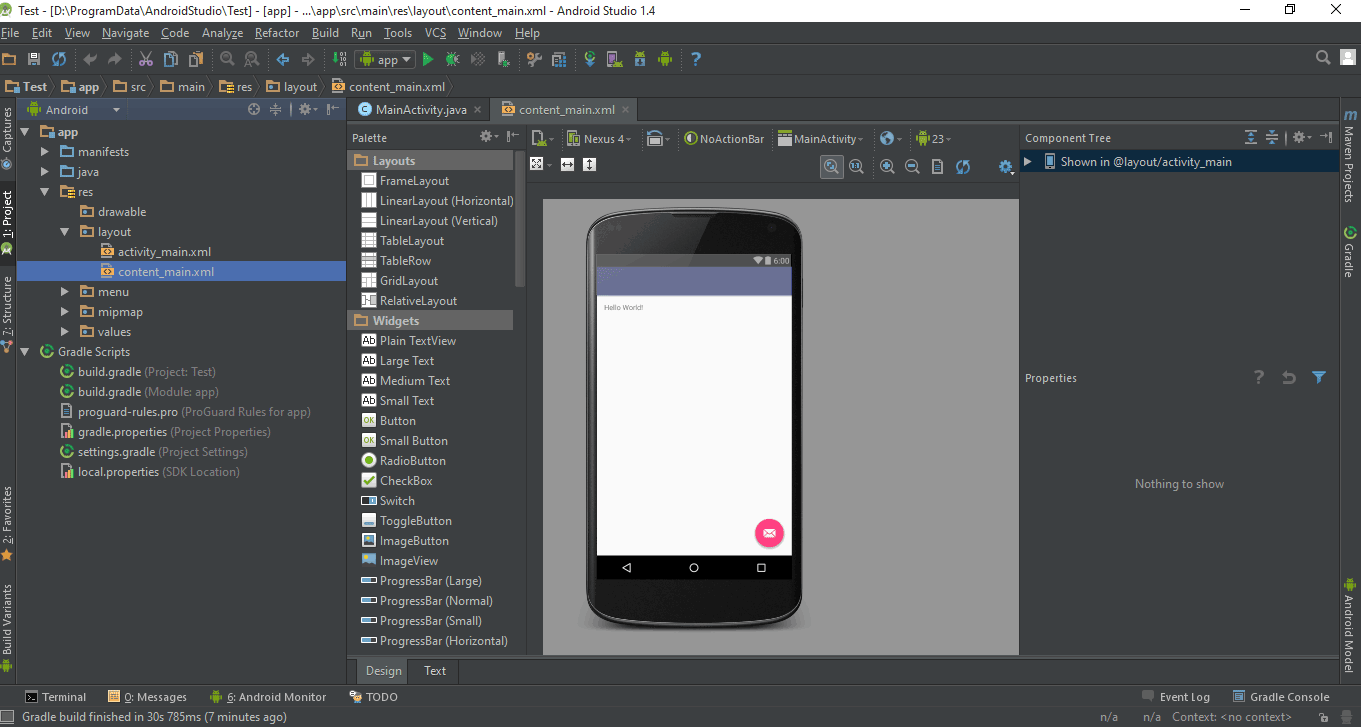 Test - [D:\ProgramData\AndroidStudio\Test] - [app] - ...\app\src\main\res\layout\content_main.xml - Android Studio 1.4
File Edit View Navigate Code Analyze Refactor Build Run Tools VCS Window Help
app
Test app src main res layout content_main.xml
Captures
1: Project
7: Structure
2: Favorites
Build Variants
Android
app
manifests
java
res
drawable
layout
activity_main.xml
content_main.xml
menu
mipmap
values
Gradle Scripts
build.gradle (Project: Test)
build.gradle (Module: app)
proguard-rules.pro (ProGuard Rules for app)
gradle.properties (Project Properties)
settings.gradle (Project Settings)
local.properties (SDK Location)
MainActivity.java content_main.xml
Palette
Layouts
FrameLayout
LinearLayout (Horizontal)
LinearLayout (Vertical)
TableLayout
TableRow
GridLayout
RelativeLayout
Widgets
Ab Plain TextView
Ab Large Text
Ab Medium Text
Ab Small Text
OK Button
OK Small Button
RadioButton
CheckBox
Switch
ToggleButton
ImageButton
ImageView
ProgressBar (Large)
ProgressBar (Normal)
ProgressBar (Small)
ProgressBar (Horizontal)
Nexus 4 NoActionBar MainActivity 23
6:00
Hello World!
Design Text
Component Tree
Shown in @layout/activity_main
Properties
Nothing to show
Maven Projects
Gradle
Android Model
Terminal 0: Messages 6: Android Monitor TODO Event Log Gradle Console
Gradle build finished in 30s 785ms (7 minutes ago) n/a n/a Context: <no context>